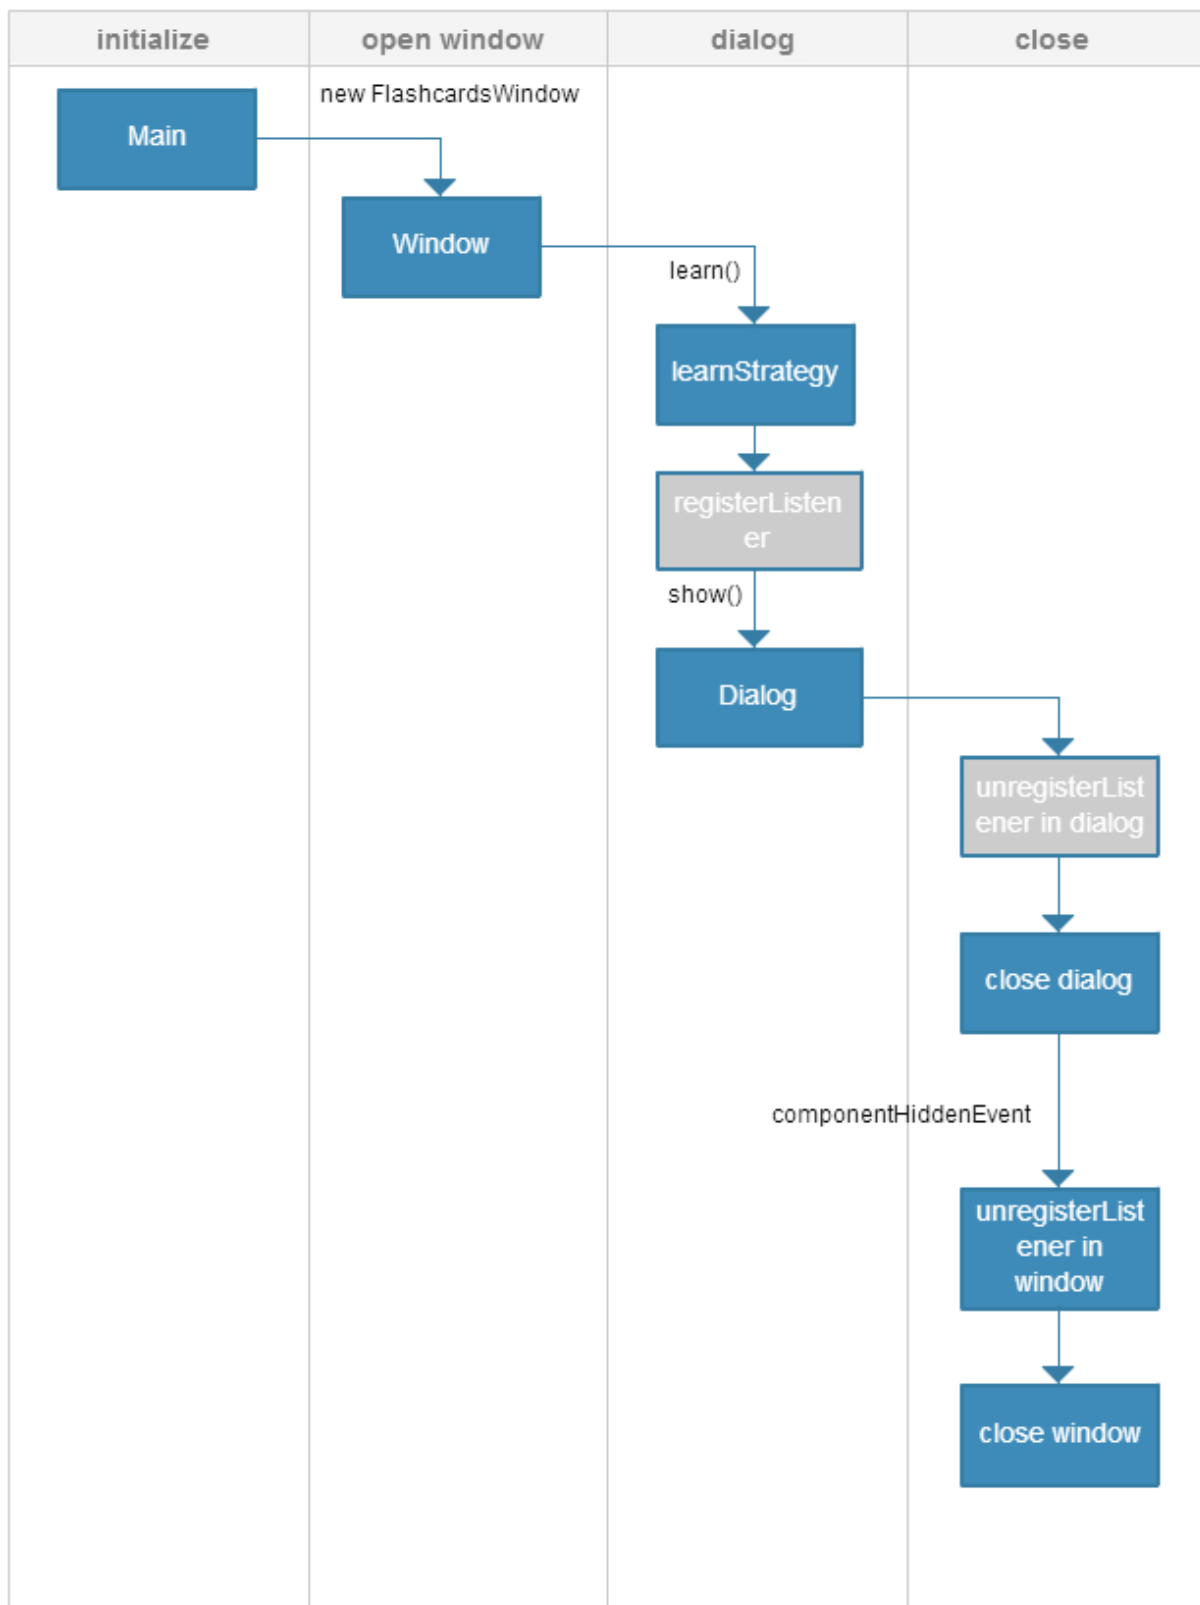 initialize
open window
dialog
close
new FlashcardsWindow
Main
Window
learn()
learnStrategy
registerListen
er
show()
Dialog
unregisterList
ener in dialog
close dialog
componentHiddenEvent
unregisterList
ener in
window
close window